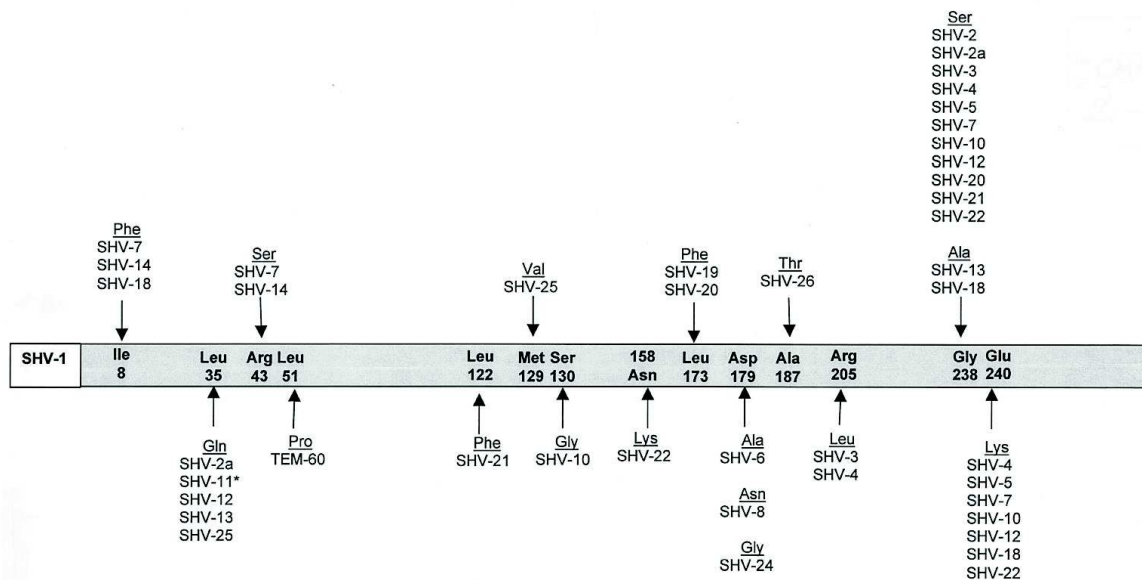 Ser
SHV-2
SHV-2a
SHV-3
SHV-4
SHV-5
SHV-7
SHV-10
SHV-12
SHV-20
SHV-21
SHV-22
Phe
SHV-7
SHV-14
SHV-18
Ser
SHV-7
SHV-14
Val
SHV-25
Phe
SHV-19
SHV-20
Thr
SHV-26
Ala
SHV-13
SHV-18
SHV-1
Ile
8
Leu
35
Arg
43
Leu
51
Leu
122
Met
129
Ser
130
158
Asn
Leu
173
Asp
179
Ala
187
Arg
205
Gly
238
Glu
240
Gln
SHV-2a
SHV-11*
SHV-12
SHV-13
SHV-25
Pro
TEM-60
Phe
SHV-21
Gly
SHV-10
Lys
SHV-22
Ala
SHV-6
Asn
SHV-8
Gly
SHV-24
Leu
SHV-3
SHV-4
Lys
SHV-4
SHV-5
SHV-7
SHV-10
SHV-12
SHV-18
SHV-22